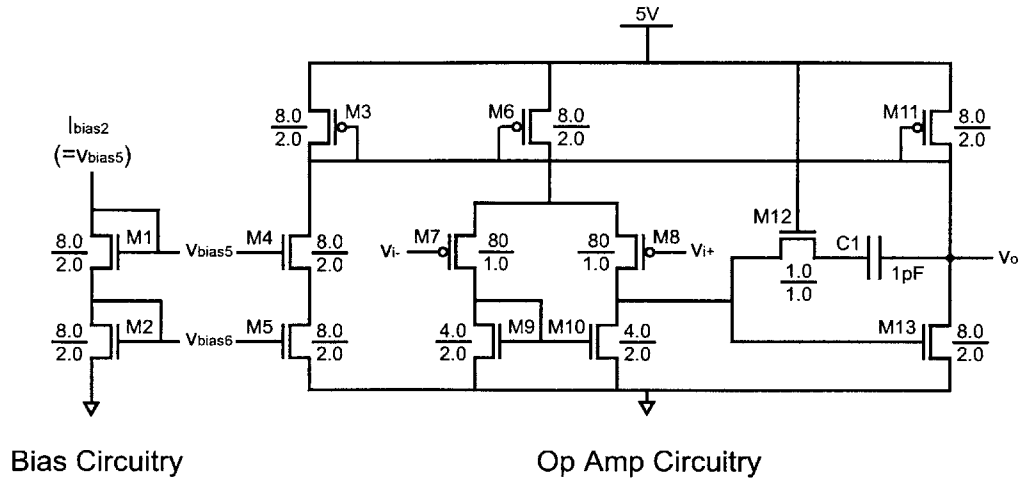 5V
Ibias2
(=Vbias5)
8.0
2.0
M3
M6
8.0
2.0
M11
8.0
2.0
8.0
2.0
M1
Vbias5
M4
8.0
2.0
Vi-
M7
80
1.0
80
1.0
M8
Vi+
M12
1.0
1.0
C1
1pF
Vo
8.0
2.0
M2
Vbias6
M5
8.0
2.0
4.0
2.0
M9
M10
4.0
2.0
M13
8.0
2.0
Bias Circuitry
Op Amp Circuitry